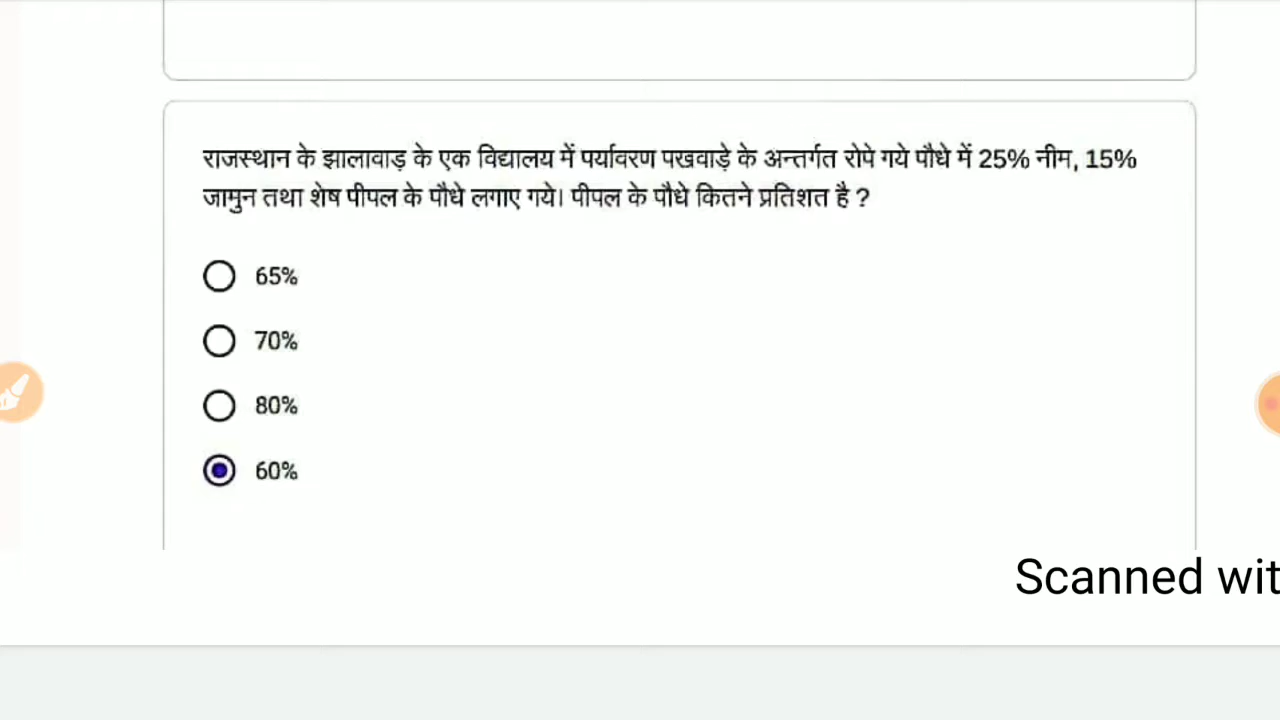 राजस्थान के झालावाड़ के एक विद्यालय में पर्यावरण पखवाड़े के अन्तर्गत रोपे गये पौधे में 25% नीम, 15%
जामुन तथा शेष पीपल के पौधे लगाए गये। पीपल के पौधे कितने प्रतिशत है ?
65%
70%
80%
60%
Scanned wit